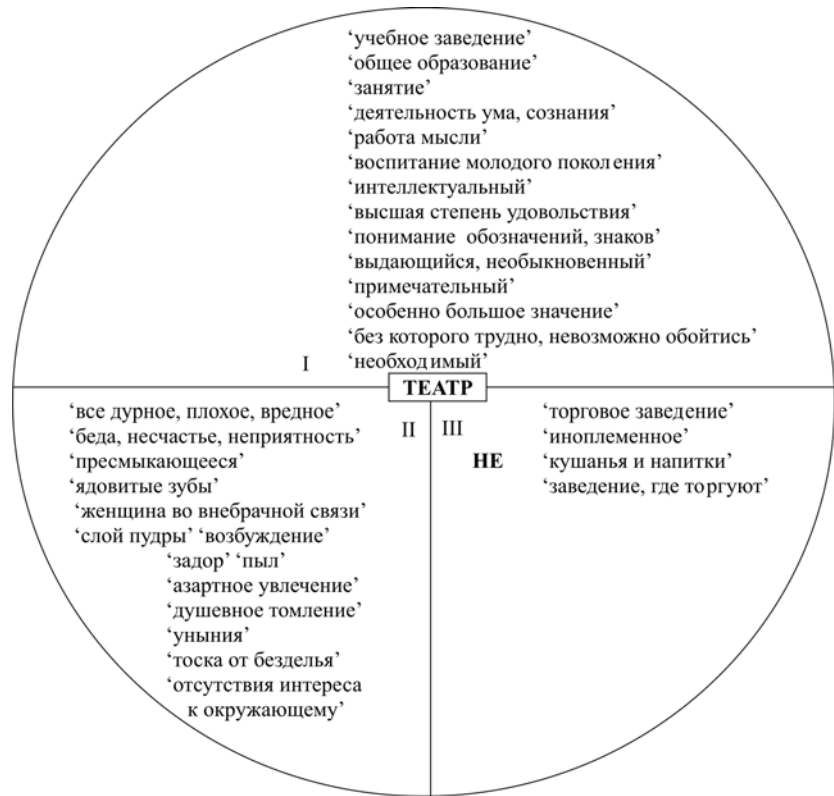 ‘учебное заведение’
‘общее образование’
‘занятие’
‘деятельность ума, сознания’
‘работа мысли’
‘воспитание молодого поколения’
‘интеллектуальный’
‘высшая степень удовольствия’
‘понимание обозначений, знаков’
‘выдающийся, необыкновенный’
‘примечательный’
‘особенно большое значение’
‘без которого трудно, невозможно обойтись’
I ‘необходимый’
ТЕАТР
‘все дурное, плохое, вредное’
‘беда, несчастье, неприятность’
‘пресмыкающееся’
‘ядовитые зубы’
‘женщина во внебрачной связи’
‘слой пудры’ ‘возбуждение’
‘задор’ ‘пыл’
‘азартное увлечение’
‘душевное томление’
‘уныния’
‘тоска от безделья’
‘отсутствия интереса
к окружающему’
II
III
НЕ
‘торговое заведение’
‘иноплеменное’
‘кушанья и напитки’
‘заведение, где торгуют’